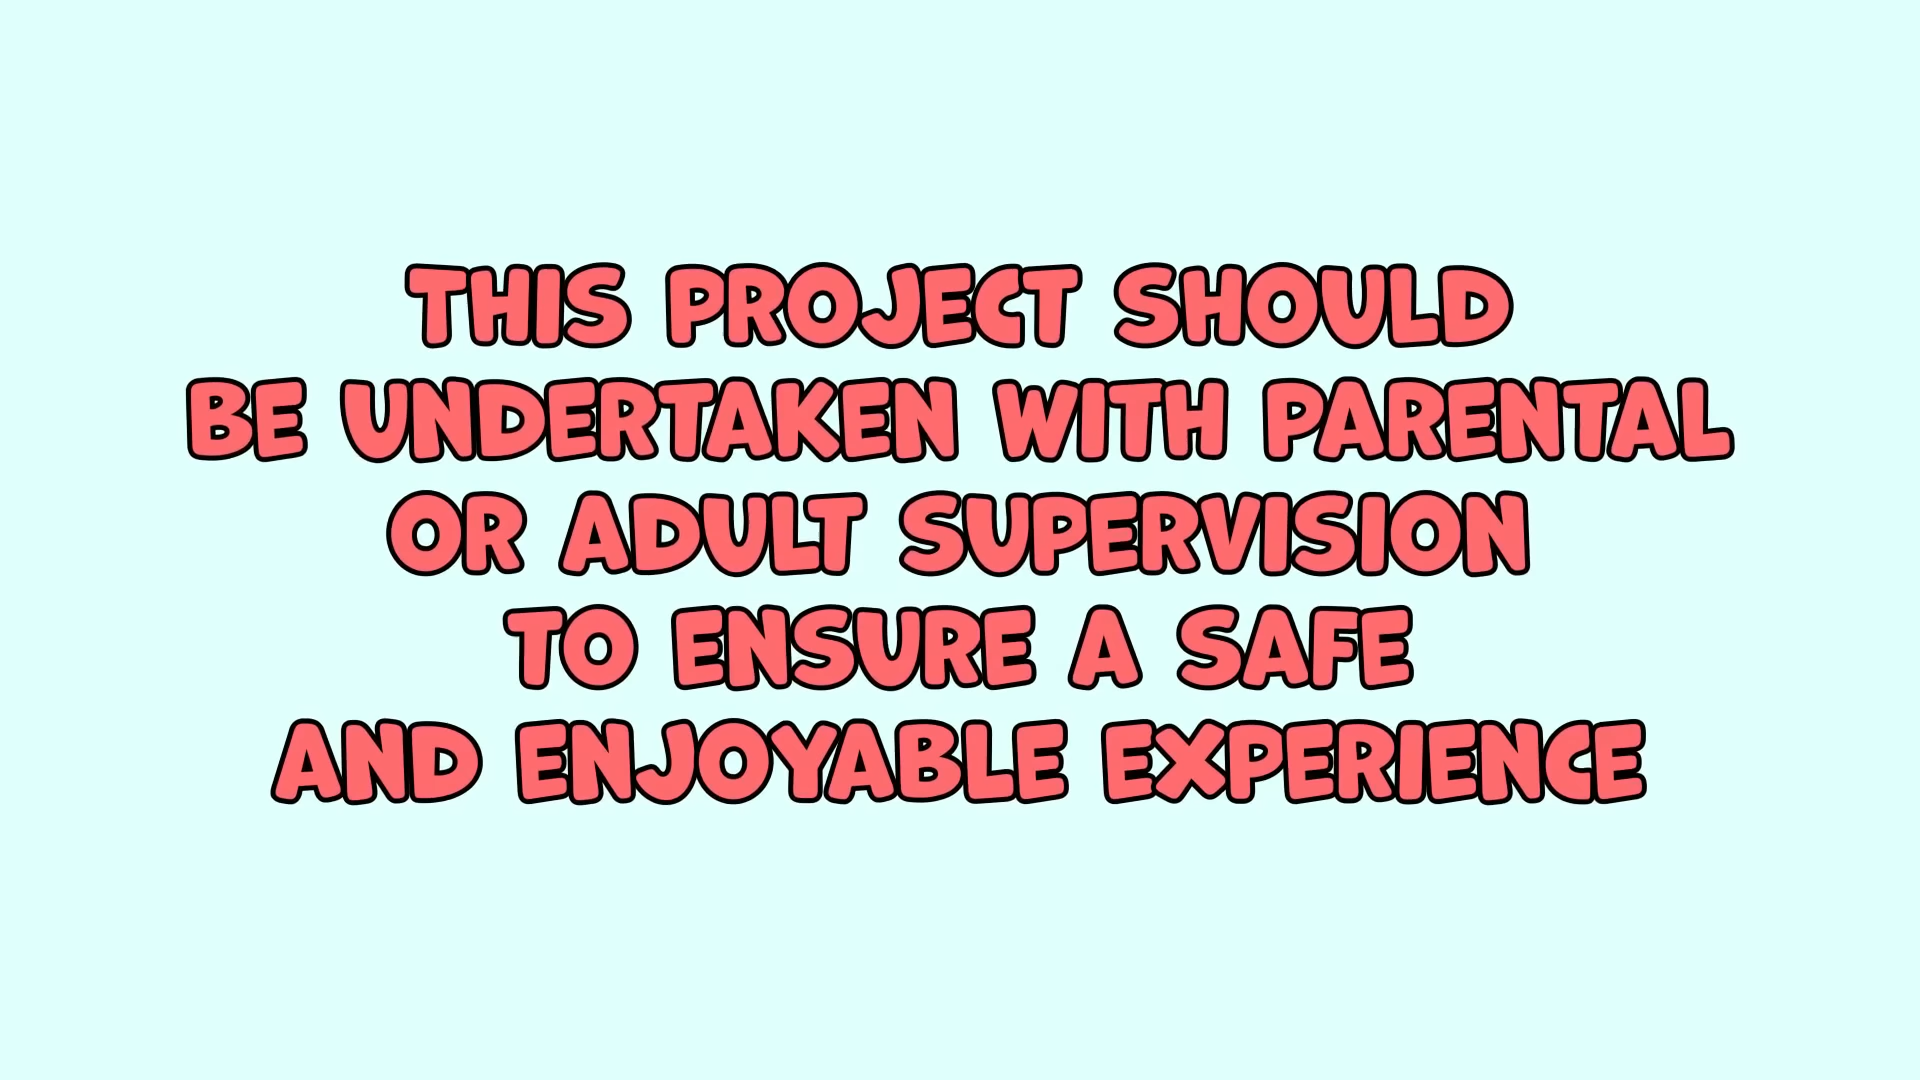 THIS PROJECT SHOULD
BE UNDERTAKEN WITH PARENTAL
OR ADULT SUPERVISION
TO ENSURE A SAFE
AND ENJOYABLE EXPERIENCE